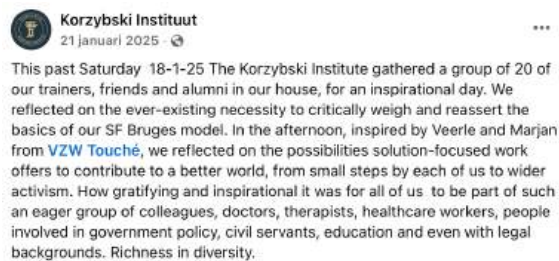 Korzybski Instituut
21 januari 2025
This past Saturday 18-1-25 The Korzybski Institute gathered a group of 20 of
our trainers, friends and alumni in our house, for an inspirational day. We
reflected on the ever-existing necessity to critically weigh and reassert the
basics of our SF Bruges model. In the afternoon, inspired by Veerle and Marjan
from VZW Touché, we reflected on the possibilities solution-focused work
offers to contribute to a better world, from small steps by each of us to wider
activism. How gratifying and inspirational it was for all of us to be part of such
an eager group of colleagues, doctors, therapists, healthcare workers, people
involved in government policy, civil servants, education and even with legal
backgrounds. Richness in diversity.